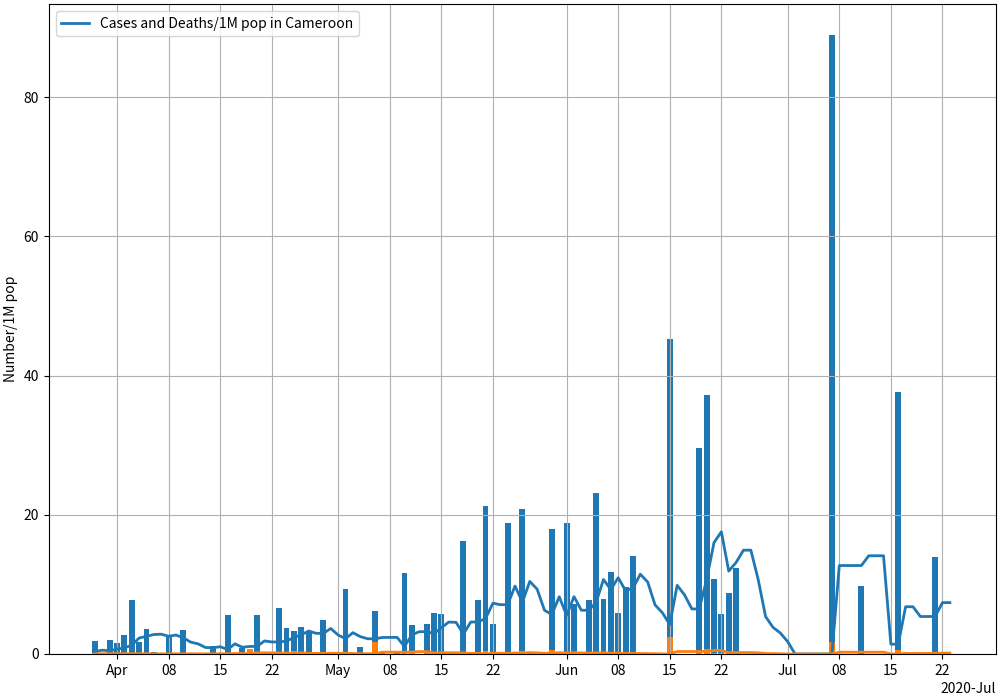 Cases and Deaths/1M pop in Cameroon
Number/1M pop
80
60
40
20
0
Apr 08 15 22 May 08 15 22 Jun 08 15 22 Jul 08 15 22
2020-Jul